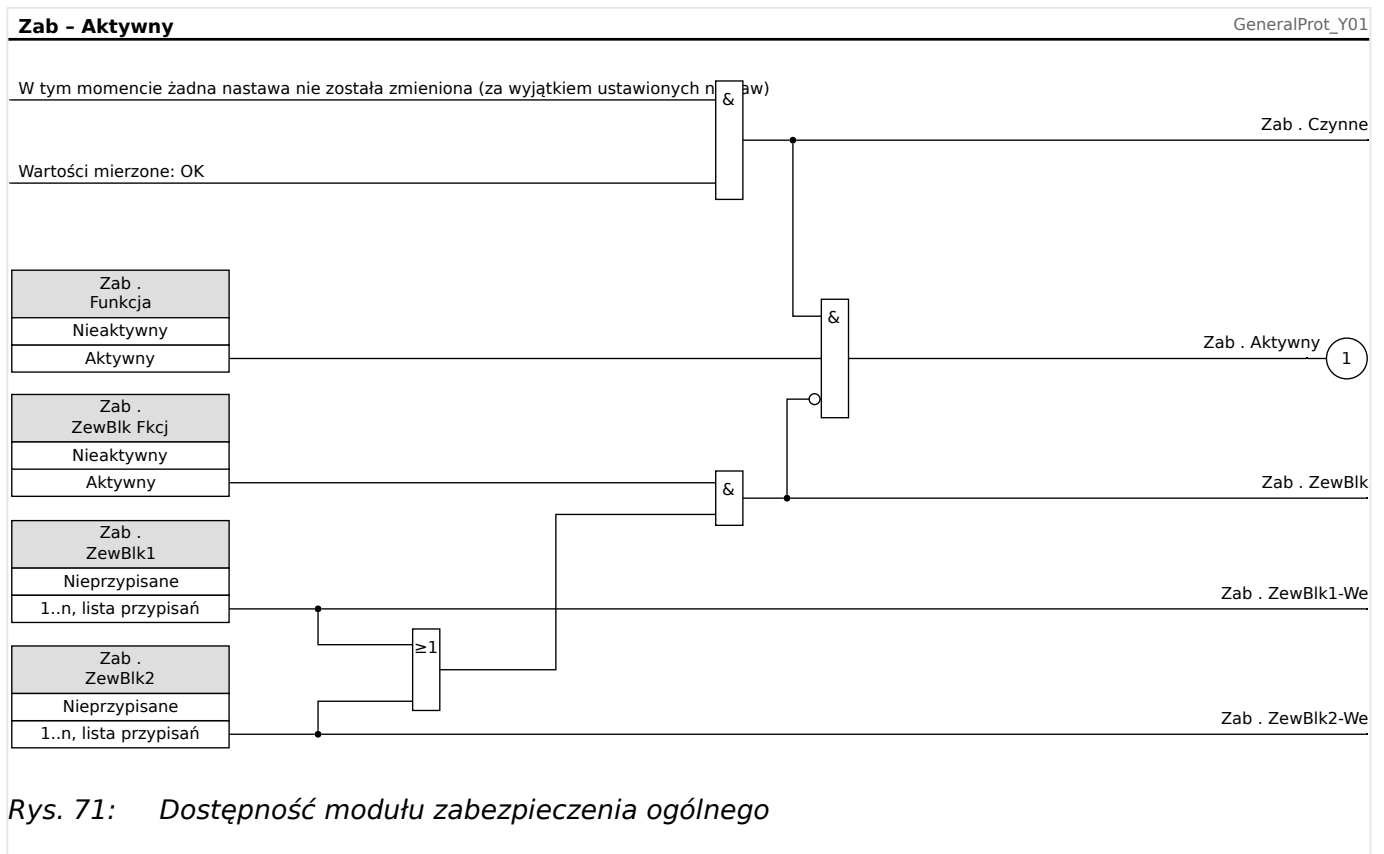 Zab – Aktywny
GeneralProt_Y01
W tym momencie żadna nastawa nie została zmieniona (za wyjątkiem ustawionych n aw)
&
Zab . Czynne
Wartości mierzone: OK
Zab .
Funkcja
Nieaktywny
Aktywny
&
Zab . Aktywny
1
Zab .
ZewBlk Fkcj
Nieaktywny
Aktywny
&
Zab . ZewBlk
Zab .
ZewBlk1
Nieprzypisane
1..n, lista przypisań
Zab . ZewBlk1-We
≥1
Zab .
ZewBlk2
Nieprzypisane
1..n, lista przypisań
Zab . ZewBlk2-We
Rys. 71: Dostępność modułu zabezpieczenia ogólnego